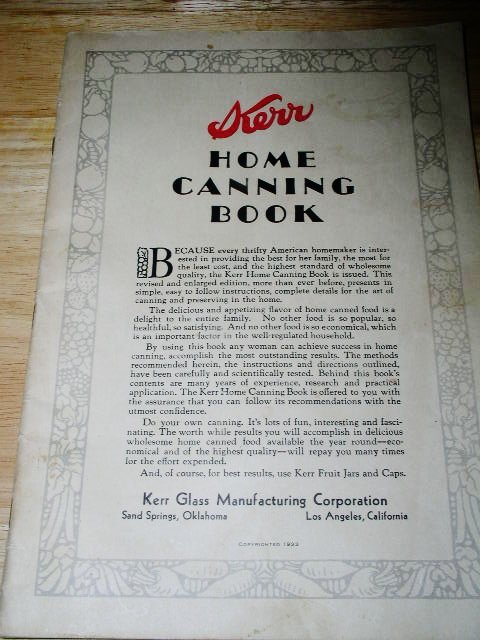 Kerr
HOME
CANNING
BOOK
BECAUSE every thrifty American homemaker is inter-
ested in providing the best for her family, the most for
the least cost, and the highest standard of wholesome
quality, the Kerr Home Canning Book is issued. This
revised and enlarged edition, more than ever before, presents in
simple, easy to follow instructions, complete details for the art of
canning and preserving in the home.
The delicious and appetizing flavor of home canned food is a
delight to the entire family. No other food is so popular, so
healthful, so satisfying. And no other food is so economical, which
is an important factor in the well-regulated household.
By using this book any woman can achieve success in home
canning, accomplish the most outstanding results. The methods
recommended herein, the instructions and directions outlined,
have been carefully and scientifically tested. Behind this book's
contents are many years of experience, research and practical
application. The Kerr Home Canning Book is offered to you with
the assurance that you can follow its recommendations with the
utmost confidence.
Do your own canning. It's lots of fun, interesting and fasci-
nating. The worth while results you will accomplish in delicious
wholesome home canned food available the year round—eco-
nomical and of the highest quality—will repay you many times
for the effort expended.
And, of course, for best results, use Kerr Fruit Jars and Caps.
Kerr Glass Manufacturing Corporation
Sand Springs, Oklahoma Los Angeles, California
COPYRIGHTED 1933